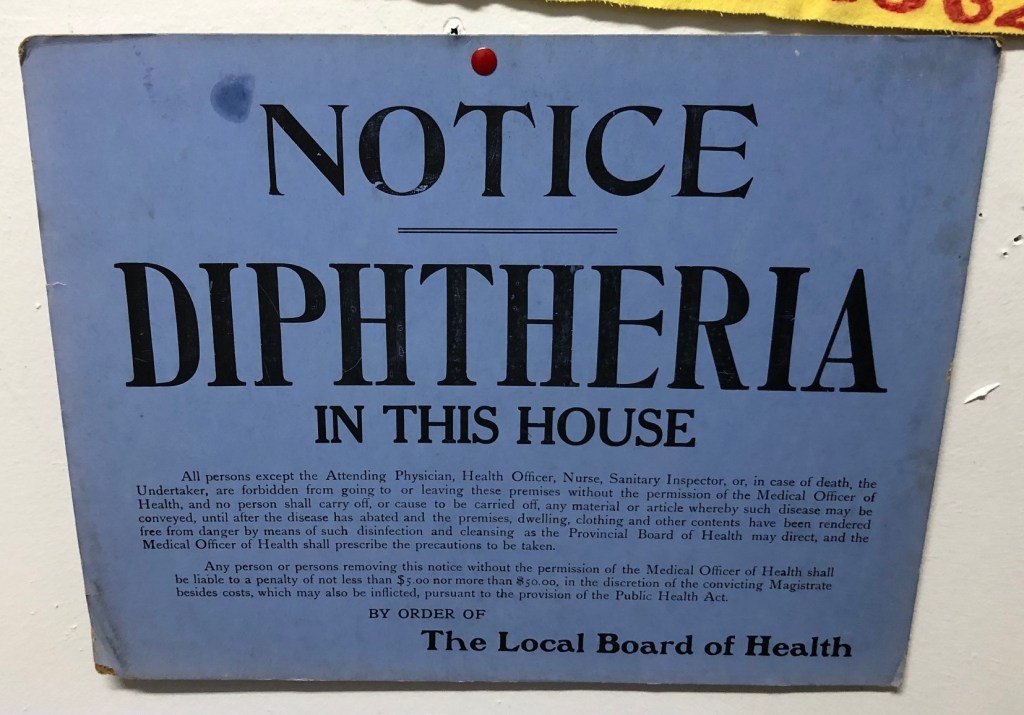 NOTICE
DIPHTHERIA
IN THIS HOUSE
All persons except the Attending Physician, Health Officer, Nurse, Sanitary Inspector, or, in case of death, the
Undertaker, are forbidden from going to or leaving these premises without the permission of the Medical Officer of
Health, and no person shall carry off, or cause to be carried off, any material or article whereby such disease may be
conveyed, until after the disease has abated and the premises, dwelling, clothing and other contents have been rendered
free from danger by means of such disinfection and cleansing as the Provincial Board of Health may direct, and the
Medical Officer of Health shall prescribe the precautions to be taken.
Any person or persons removing this notice without the permission of the Medical Officer of Health shall
be liable to a penalty of not less than $5.00 nor more than $50.00, in the discretion of the convicting Magistrate
besides costs, which may also be inflicted, pursuant to the provision of the Public Health Act.
BY ORDER OF
The Local Board of Health